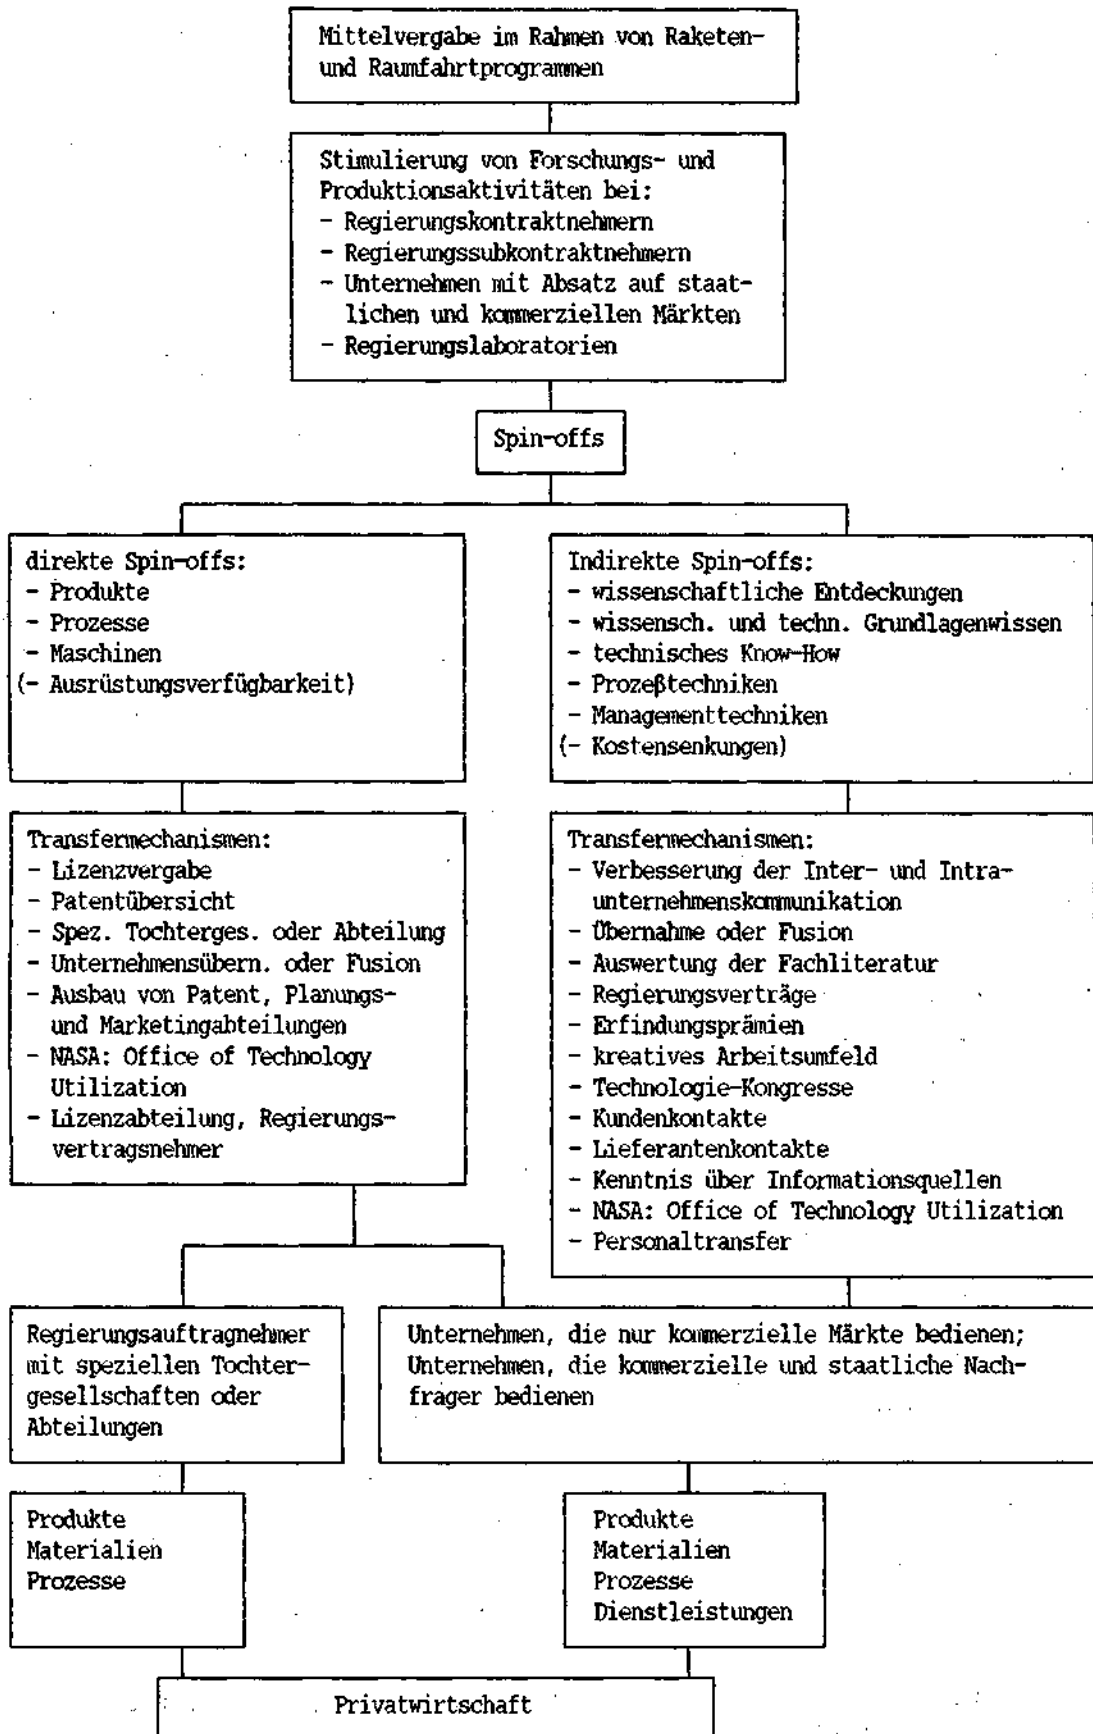 Mittelvergabe im Rahmen von Raketen-
und Raumfahrtprogrammen
Stimulierung von Forschungs- und
Produktionsaktivitäten bei:
- Regierungskontraktnehmern
- Regierungssubkontraktnehmern
- Unternehmen mit Absatz auf staat-
lichen und kommerziellen Märkten
- Regierungslaboratorien
Spin-offs
direkte Spin-offs:
- Produkte
- Prozesse
- Maschinen
(- Ausrüstungsverfügbarkeit)
Indirekte Spin-offs:
- wissenschaftliche Entdeckungen
- wissensch. und techn. Grundlagenwissen
- technisches Know-How
- Prozeßtechniken
- Managementtechniken
(- Kostensenkungen)
Transfermechanismen:
- Lizenzvergabe
- Patentübersicht
- Spez. Tochterges. oder Abteilung
- Unternehmensübern. oder Fusion
- Ausbau von Patent, Planungs-
und Marketingabteilungen
- NASA: Office of Technology
Utilization
- Lizenzabteilung, Regierungs-
vertragsnehmer
Transfermechanismen:
- Verbesserung der Inter- und Intra-
unternehmenskommunikation
- Übernahme oder Fusion
- Auswertung der Fachliteratur
- Regierungsverträge
- Erfindungsprämien
- kreatives Arbeitsumfeld
- Technologie-Kongresse
- Kundenkontakte
- Lieferantenkontakte
- Kenntnis über Informationsquellen
- NASA: Office of Technology Utilization
- Personaltransfer
Regierungsauftragnehmer
mit speziellen Tochter-
gesellschaften oder
Abteilungen
Unternehmen, die nur kommerzielle Märkte bedienen;
Unternehmen, die kommerzielle und staatliche Nach-
frager bedienen
Produkte
Materialien
Prozesse
Produkte
Materialien
Prozesse
Dienstleistungen
Privatwirtschaft